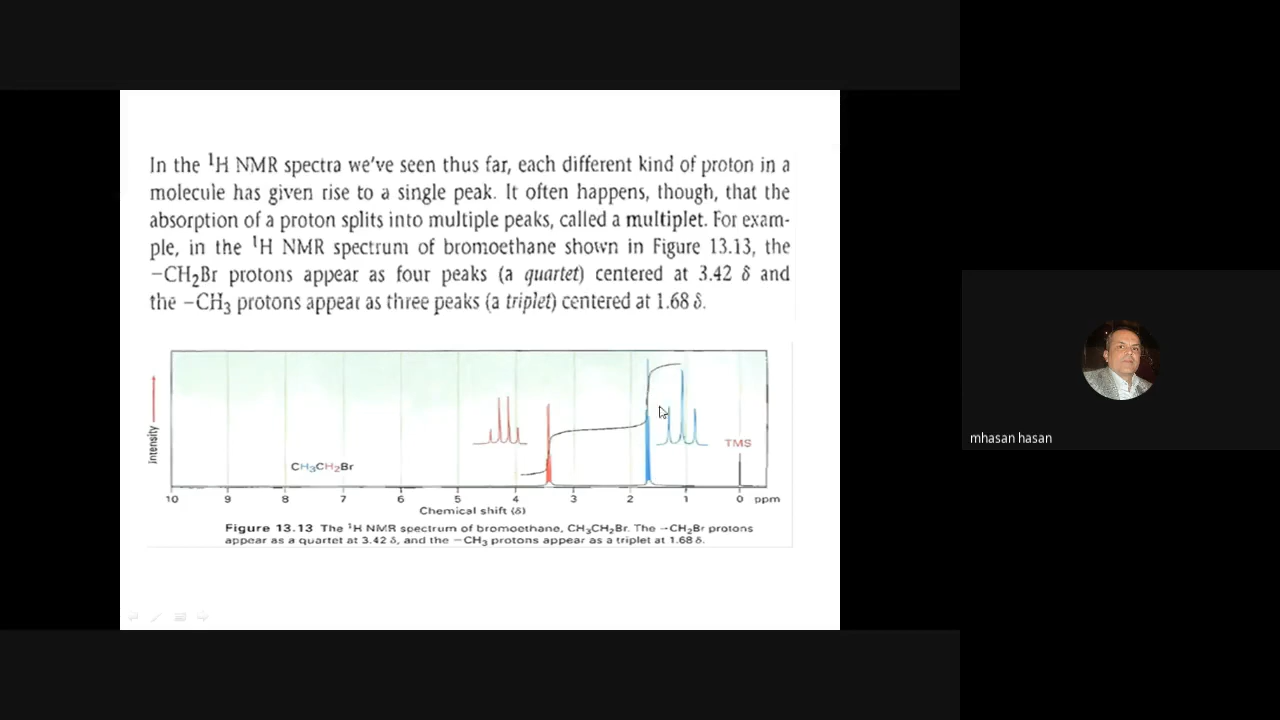 In the ¹H NMR spectra we've seen thus far, each different kind of proton in a
molecule has given rise to a single peak. It often happens, though, that the
absorption of a proton splits into multiple peaks, called a multiplet. For exam-
ple, in the ¹H NMR spectrum of bromoethane shown in Figure 13.13, the
−CH₂Br protons appear as four peaks (a quartet) centered at 3.42 δ and
the −CH₃ protons appear as three peaks (a triplet) centered at 1.68 δ.
Intensity
TMS
CH₃CH₂Br
10 9 8 7 6 5 4 3 2 1 0 ppm
Chemical shift (δ)
Figure 13.13 The ¹H NMR spectrum of bromoethane, CH₃CH₂Br. The −CH₂Br protons
appear as a quartet at 3.42 δ, and the −CH₃ protons appear as a triplet at 1.68 δ.
mhasan hasan